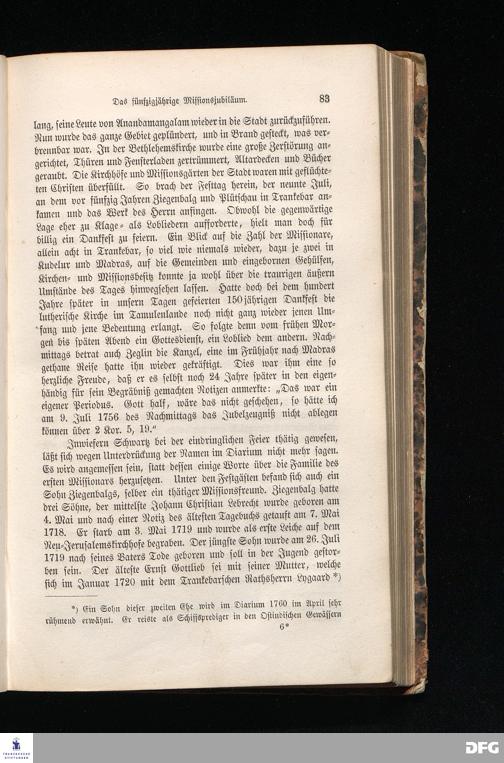 Das fünfzigjährige Missionsjubiläum. 83
lang, seine Leute von Anandamangalam wieder in die Stadt zurückzuführen.
Nun wurde das ganze Gebiet geplündert, und in Brand gesteckt, was ver-
brennbar war. In der Bethlehemskirche wurde eine große Zerstörung an-
gerichtet, Thüren und Fensterladen zertrümmert, Altardecken und Bücher
geraubt. Die Kirchhöfe und Missionsgärten der Stadt waren mit geflüchte-
ten Christen überfüllt. So brach der Festtag herein, der neunte Juli,
an dem vor fünfzig Jahren Ziegenbalg und Plütschau in Trankebar an-
kamen und das Werk des Herrn anfingen. Obwohl die gegenwärtige
Lage eher zu Klage- als Lobliedern aufforderte, hielt man doch für
billig ein Dankfest zu feiern. Ein Blick auf die Zahl der Missionare,
allein acht in Trankebar, so viel wie niemals wieder, dazu je zwei in
Kudelur und Madras, auf die Gemeinden und eingebornen Gehülfen,
Kirchen- und Missionsbesitz konnte ja wohl über die traurigen äußern
Umstände des Tages hinwegsehen lassen. Hatte doch bei dem hundert
Jahre später in unsern Tagen gefeierten 150jährigen Dankfest die
lutherische Kirche im Tamulenlande noch nicht ganz wieder jenen Um-
fang und jene Bedeutung erlangt. So folgte denn vom frühen Mor-
gen bis späten Abend ein Gottesdienst, ein Loblied dem andern. Nach-
mittags betrat auch Zeglin die Kanzel, eine im Frühjahr nach Madras
gethane Reise hatte ihn wieder gekräftigt. Dies war ihm eine so
herzliche Freude, daß er es selbst noch 24 Jahre später in den eigen-
händig für sein Begräbniß gemachten Notizen anmerkte: „Das war ein
eigener Periodus. Gott half, wäre das nicht geschehen, so hätte ich
am 9. Juli 1756 des Nachmittags das Jubelzeugniß nicht ablegen
können über 2 Kor. 5, 19.“
Inwiefern Schwartz bei der eindringlichen Feier thätig gewesen,
läßt sich wegen Unterdrückung der Namen im Diarium nicht mehr sagen.
Es wird angemessen sein, statt dessen einige Worte über die Familie des
ersten Missionars herzusetzen. Unter den Festgästen befand sich auch ein
Sohn Ziegenbalgs, selber ein thätiger Missionsfreund. Ziegenbalg hatte
drei Söhne, der mittelste Johann Christian Lebrecht wurde geboren am
4. Mai und nach einer Notiz des ältesten Tagebuchs getauft am 7. Mai
1718. Er starb am 3. Mai 1719 und wurde als erste Leiche auf dem
Neu-Jerusalemskirchhofe begraben. Der jüngste Sohn wurde am 26. Juli
1719 nach seines Vaters Tode geboren und soll in der Jugend gestor-
ben sein. Der älteste Ernst Gottlieb sei mit seiner Mutter, welche
sich im Januar 1720 mit dem Trankebarschen Rathsherrn Lygaard *)
*) Ein Sohn dieser zweiten Ehe wird im Diarium 1760 im April sehr
rühmend erwähnt. Er reiste als Schiffsprediger in den Ostindischen Gewässern
6*
FRANCKESCHE
STIFTUNGEN
DFG